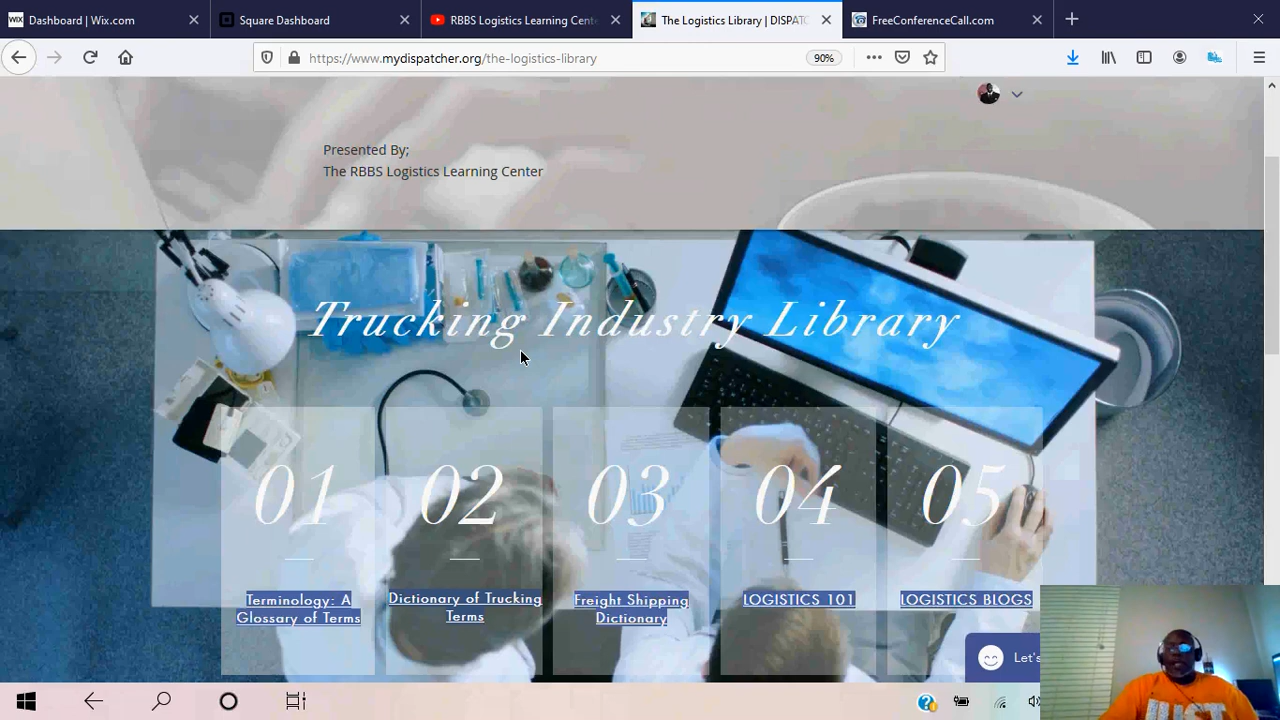 WIX Dashboard | Wix.com
Square Dashboard
RBBS Logistics Learning Cent
The Logistics Library | DISPATC
FreeConferenceCall.com
https://www.mydispatcher.org/the-logistics-library
90%
Presented By;
The RBBS Logistics Learning Center
Trucking Industry Library
01
02
03
04
05
Terminology: A
Glossary of Terms
Dictionary of Trucking
Terms
Freight Shipping
Dictionary
LOGISTICS 101
LOGISTICS BLOGS
Let's